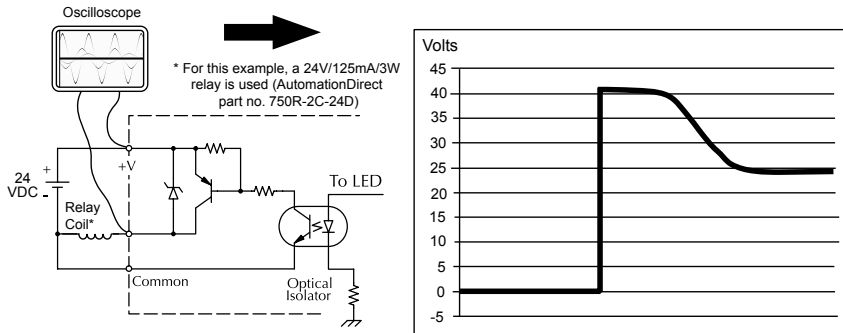 Oscilloscope
* For this example, a 24V/125mA/3W
relay is used (AutomationDirect
part no. 750R-2C-24D)
+V
24
VDC
+
-
Relay
Coil*
To LED
Common
Optical
Isolator
Volts
45
40
35
30
25
20
15
10
5
0
-5